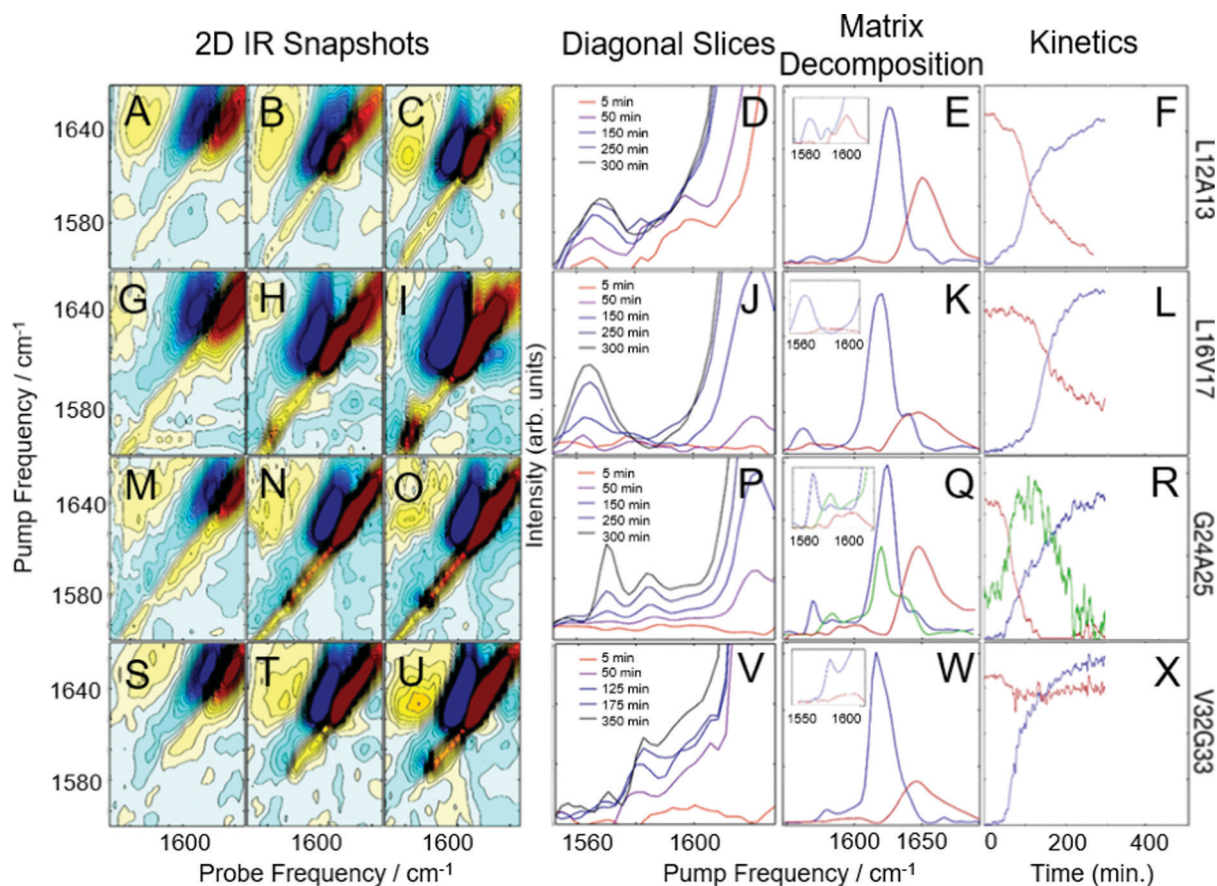 2D IR Snapshots
Diagonal Slices
Matrix
Decomposition
Kinetics
Pump Frequency / cm-1
1640
1580
A
B
C
D
5 min
50 min
150 min
250 min
300 min
E
1560 1600
F
L12A13
1640
1580
G
H
I
J
5 min
50 min
150 min
250 min
300 min
K
1560 1600
L
L16V17
Intensity (arb. units)
1640
1580
M
N
O
P
5 min
50 min
150 min
250 min
300 min
Q
1560 1600
R
G24A25
1640
1580
S
T
U
V
5 min
50 min
125 min
175 min
350 min
W
1550 1600
X
V32G33
1600 1600 1600
1560 1600
1600 1650
0 200 400
Probe Frequency / cm-1
Pump Frequency / cm-1
Time (min.)